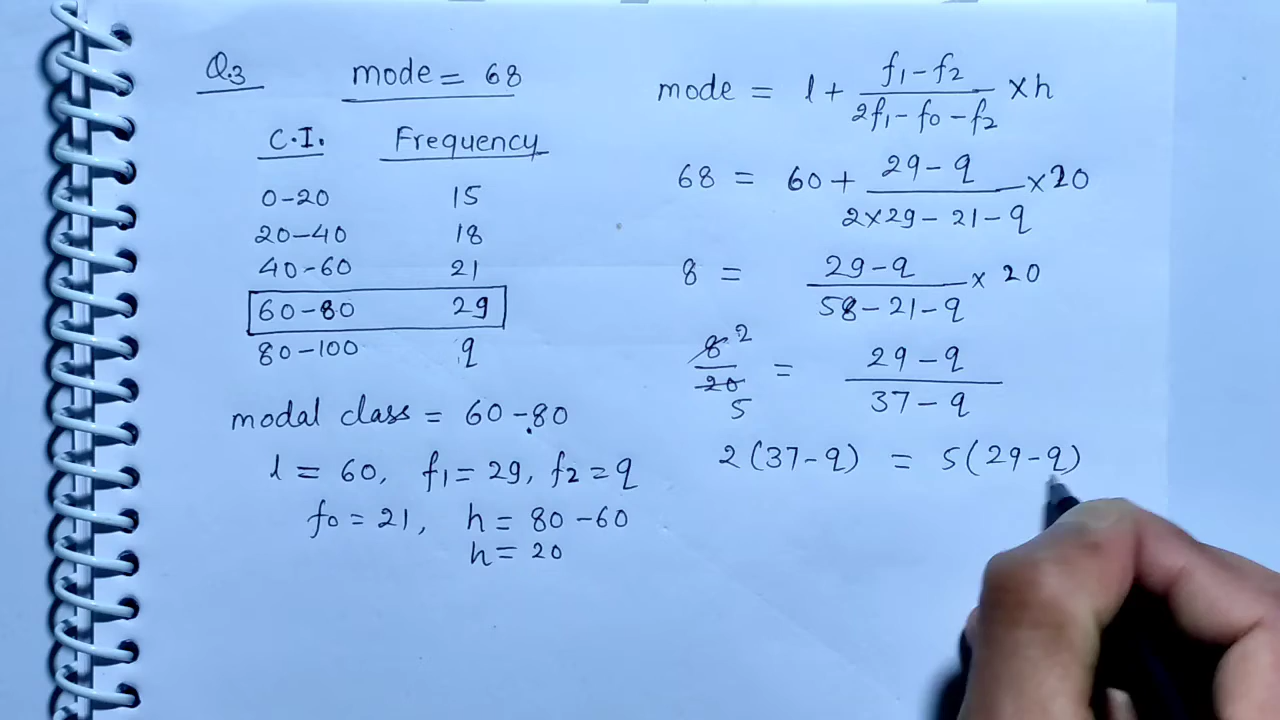 Q.3 mode = 68
C.I. Frequency
0-20 15
20-40 18
40-60 21
60-80 29
80-100 q
modal class = 60-80
l = 60, f1 = 29, f2 = q
f0 = 21, h = 80-60
h = 20
mode = l + f1-f2 / 2f1-f0-f2 ×h
68 = 60 + 29-q / 2×29-21-q ×20
8 = 29-q / 58-21-q × 20
8 2 / 20 5 = 29-q / 37-q
2(37-q) = 5(29-q)